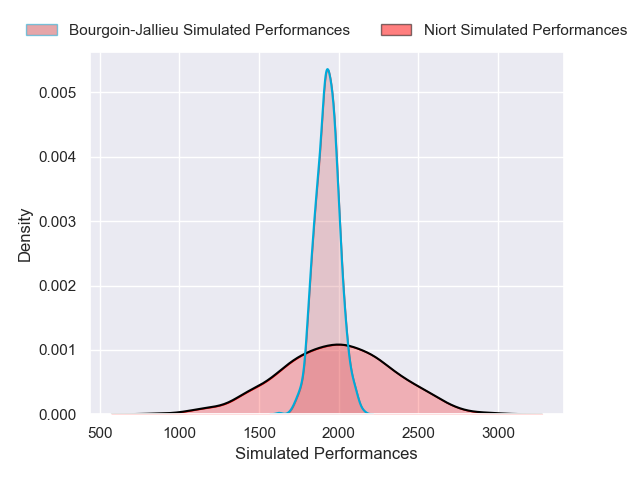 Bourgoin-Jallieu Simulated Performances Niort Simulated Performances
0.005
0.004
0.003
0.002
0.001
0.000
Density
500 1000 1500 2000 2500 3000
Simulated Performances